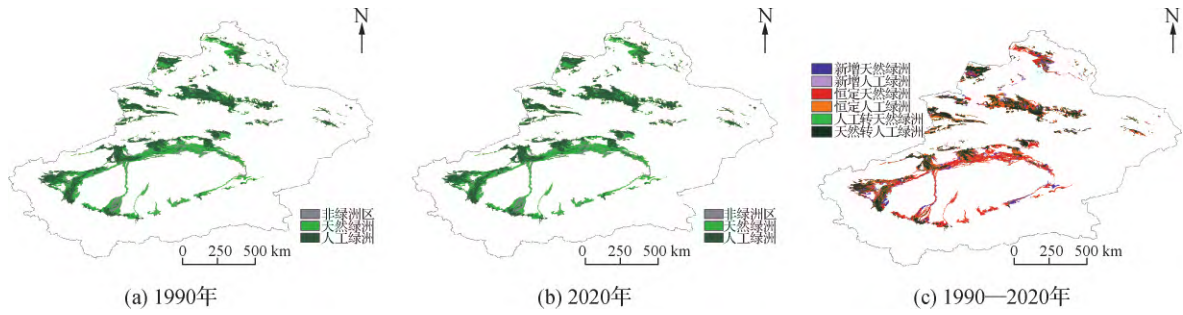 N
非绿洲区
天然绿洲
人工绿洲
0 250 500 km
(a) 1990年
N
非绿洲区
天然绿洲
人工绿洲
0 250 500 km
(b) 2020年
N
新增天然绿洲
新增人工绿洲
恒定天然绿洲
恒定人工绿洲
人工转天然绿洲
天然转人工绿洲
0 250 500 km
(c) 1990—2020年